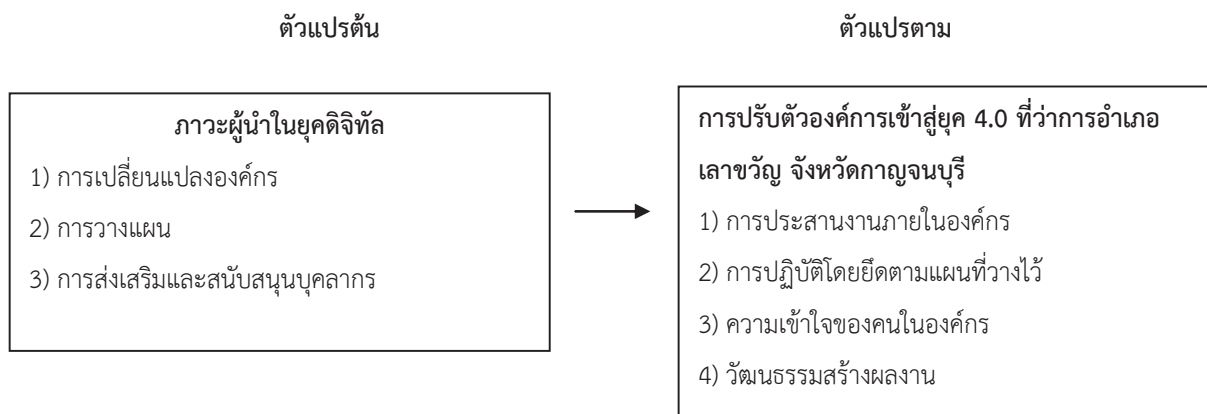 ตัวแปรต้น
ตัวแปรตาม
ภาวะผู้นำในยุคดิจิทัล
1) การเปลี่ยนแปลงองค์กร
2) การวางแผน
3) การส่งเสริมและสนับสนุนบุคลากร
การปรับตัวองค์การเข้าสู่ยุค 4.0 ที่ว่าการอำเภอ
เลาขวัญ จังหวัดกาญจนบุรี
1) การประสานงานภายในองค์กร
2) การปฏิบัติโดยยึดตามแผนที่วางไว้
3) ความเข้าใจของคนในองค์กร
4) วัฒนธรรมสร้างผลงาน